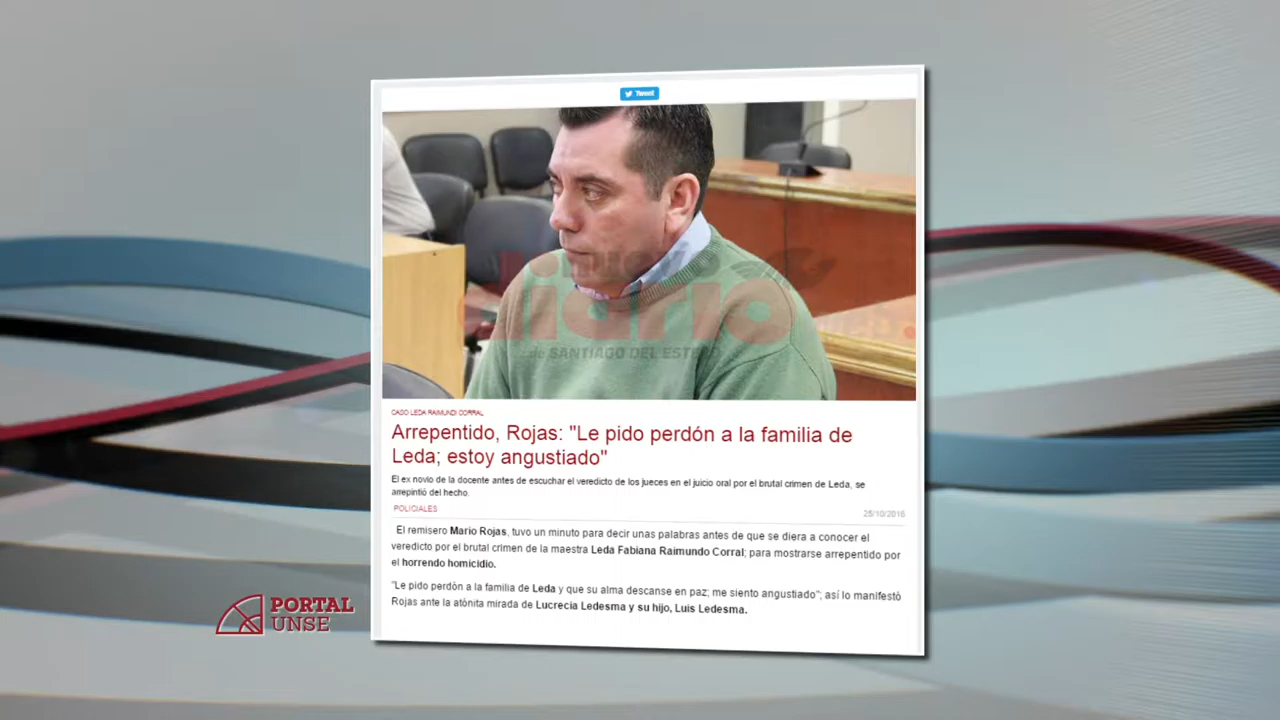 Tweet
nuevo
diario
...de SANTIAGO DEL ESTERO
CASO LEDA RAIMUNDI CORRAL
Arrepentido, Rojas: "Le pido perdón a la familia de
Leda; estoy angustiado"
El ex novio de la docente antes de escuchar el veredicto de los jueces en el juicio oral por el brutal crimen de Leda, se
arrepintió del hecho.
POLICIALES
25/10/2016
El remisero Mario Rojas, tuvo un minuto para decir unas palabras antes de que se diera a conocer el
veredicto por el brutal crimen de la maestra Leda Fabiana Raimundo Corral; para mostrarse arrepentido por
el horrendo homicidio.
"Le pido perdón a la familia de Leda y que su alma descanse en paz; me siento angustiado"; así lo manifestó
Rojas ante la atónita mirada de Lucrecia Ledesma y su hijo, Luis Ledesma.
PORTAL
UNSE